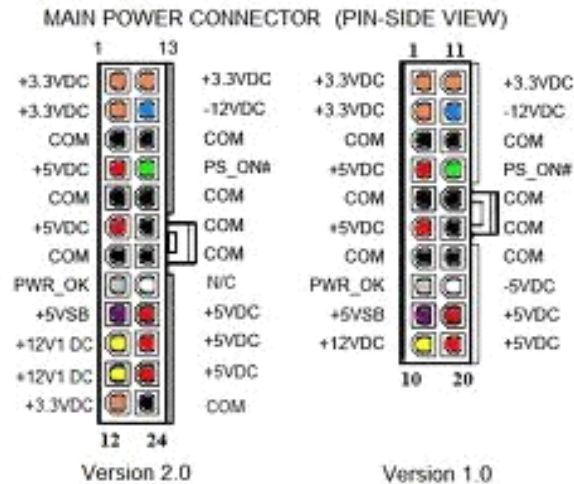 MAIN POWER CONNECTOR (PIN-SIDE VIEW)
1 13
+3.3VDC +3.3VDC
+3.3VDC -12VDC
COM COM
+5VDC PS_ON#
COM COM
+5VDC COM
COM COM
PWR_OK N/C
+5VSB +5VDC
+12V1 DC +5VDC
+12V1 DC +5VDC
+3.3VDC COM
12 24
Version 2.0
1 11
+3.3VDC +3.3VDC
+3.3VDC -12VDC
COM COM
+5VDC PS_ON#
COM COM
+5VDC COM
COM COM
PWR_OK -5VDC
+5VSB +5VDC
+12VDC +5VDC
10 20
Version 1.0